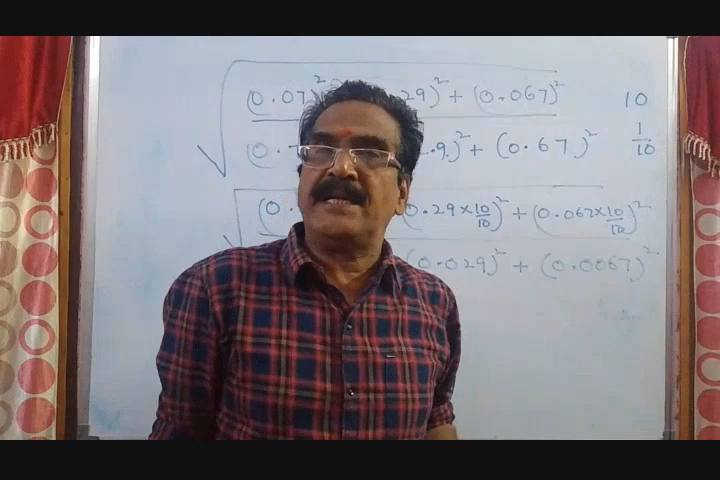 (0.07)² 29)² + (0.067)² 10
(0. .9)² + (0.67)² 1/10
(0. 0.29 × 10/10)² + (0.067 × 10/10)²
(0.029)² + (0.0067)²